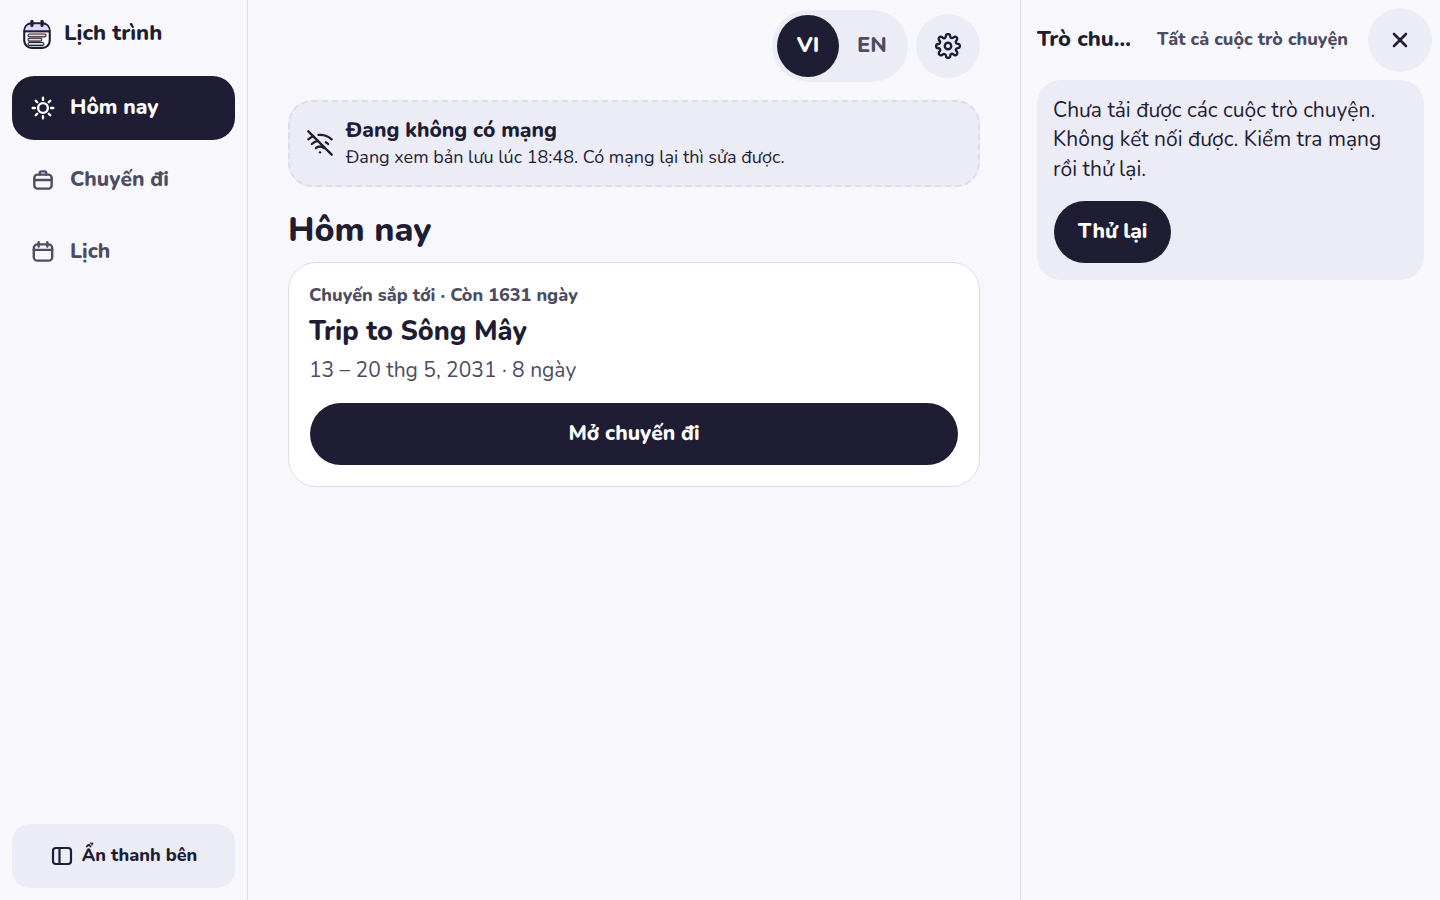 Lịch trình
Hôm nay
Chuyến đi
Lịch
Ẩn thanh bên
VI
EN
Đang không có mạng
Đang xem bản lưu lúc 18:48. Có mạng lại thì sửa được.
Hôm nay
Chuyến sắp tới · Còn 1631 ngày
Trip to Sông Mây
13 – 20 thg 5, 2031 · 8 ngày
Mở chuyến đi
Trò chu...
Tất cả cuộc trò chuyện
Chưa tải được các cuộc trò chuyện.
Không kết nối được. Kiểm tra mạng
rồi thử lại.
Thử lại